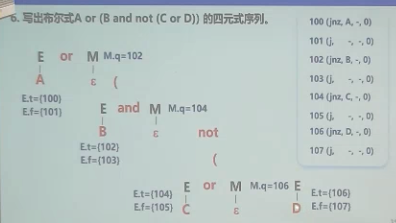 6. 写出布尔式A or (B and not (C or D)) 的四元式序列。
E or M M.q=102
A ε (
E.t={100}
E.f={101}
E and M M.q=104
B ε not
E.t={102}
E.f={103}
(
E.t={104} E or M M.q=106 E E.t={106}
E.f={105} C ε D E.f={107}
100 (jnz, A, -, 0)
101 (j, -, -, 0)
102 (jnz, B, -, 0)
103 (j, -, -, 0)
104 (jnz, C, -, 0)
105 (j, -, -, 0)
106 (jnz, D, -, 0)
107 (j, -, -, 0)